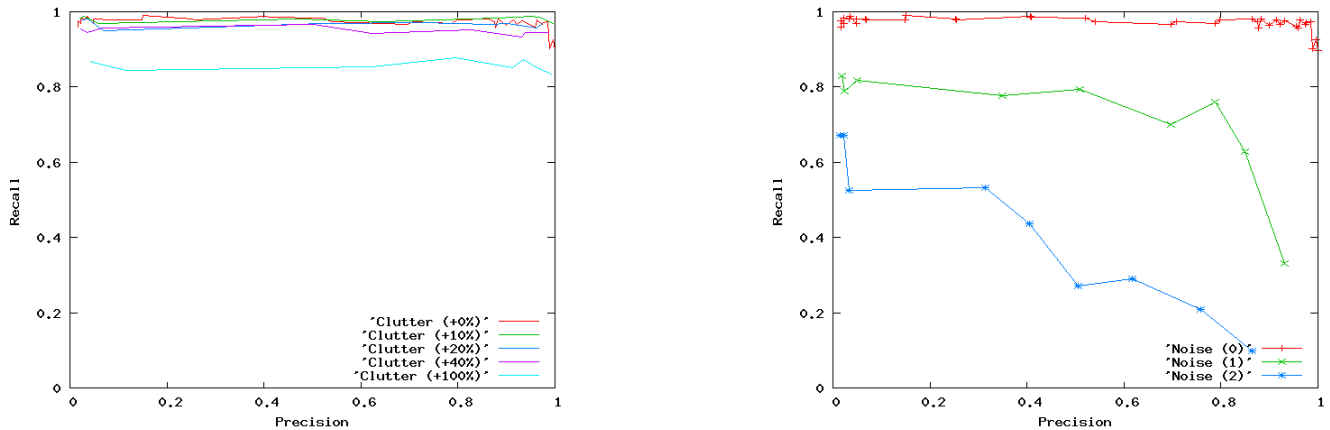 1
0.8
0.6
0.4
0.2
0
Recall
'Clutter (+0%)'
'Clutter (+10%)'
'Clutter (+20%)'
'Clutter (+40%)'
'Clutter (+100%)'
0 0.2 0.4 0.6 0.8 1
Precision
1
0.8
0.6
0.4
0.2
0
Recall
'Noise (0)'
'Noise (1)'
'Noise (2)'
0 0.2 0.4 0.6 0.8 1
Precision